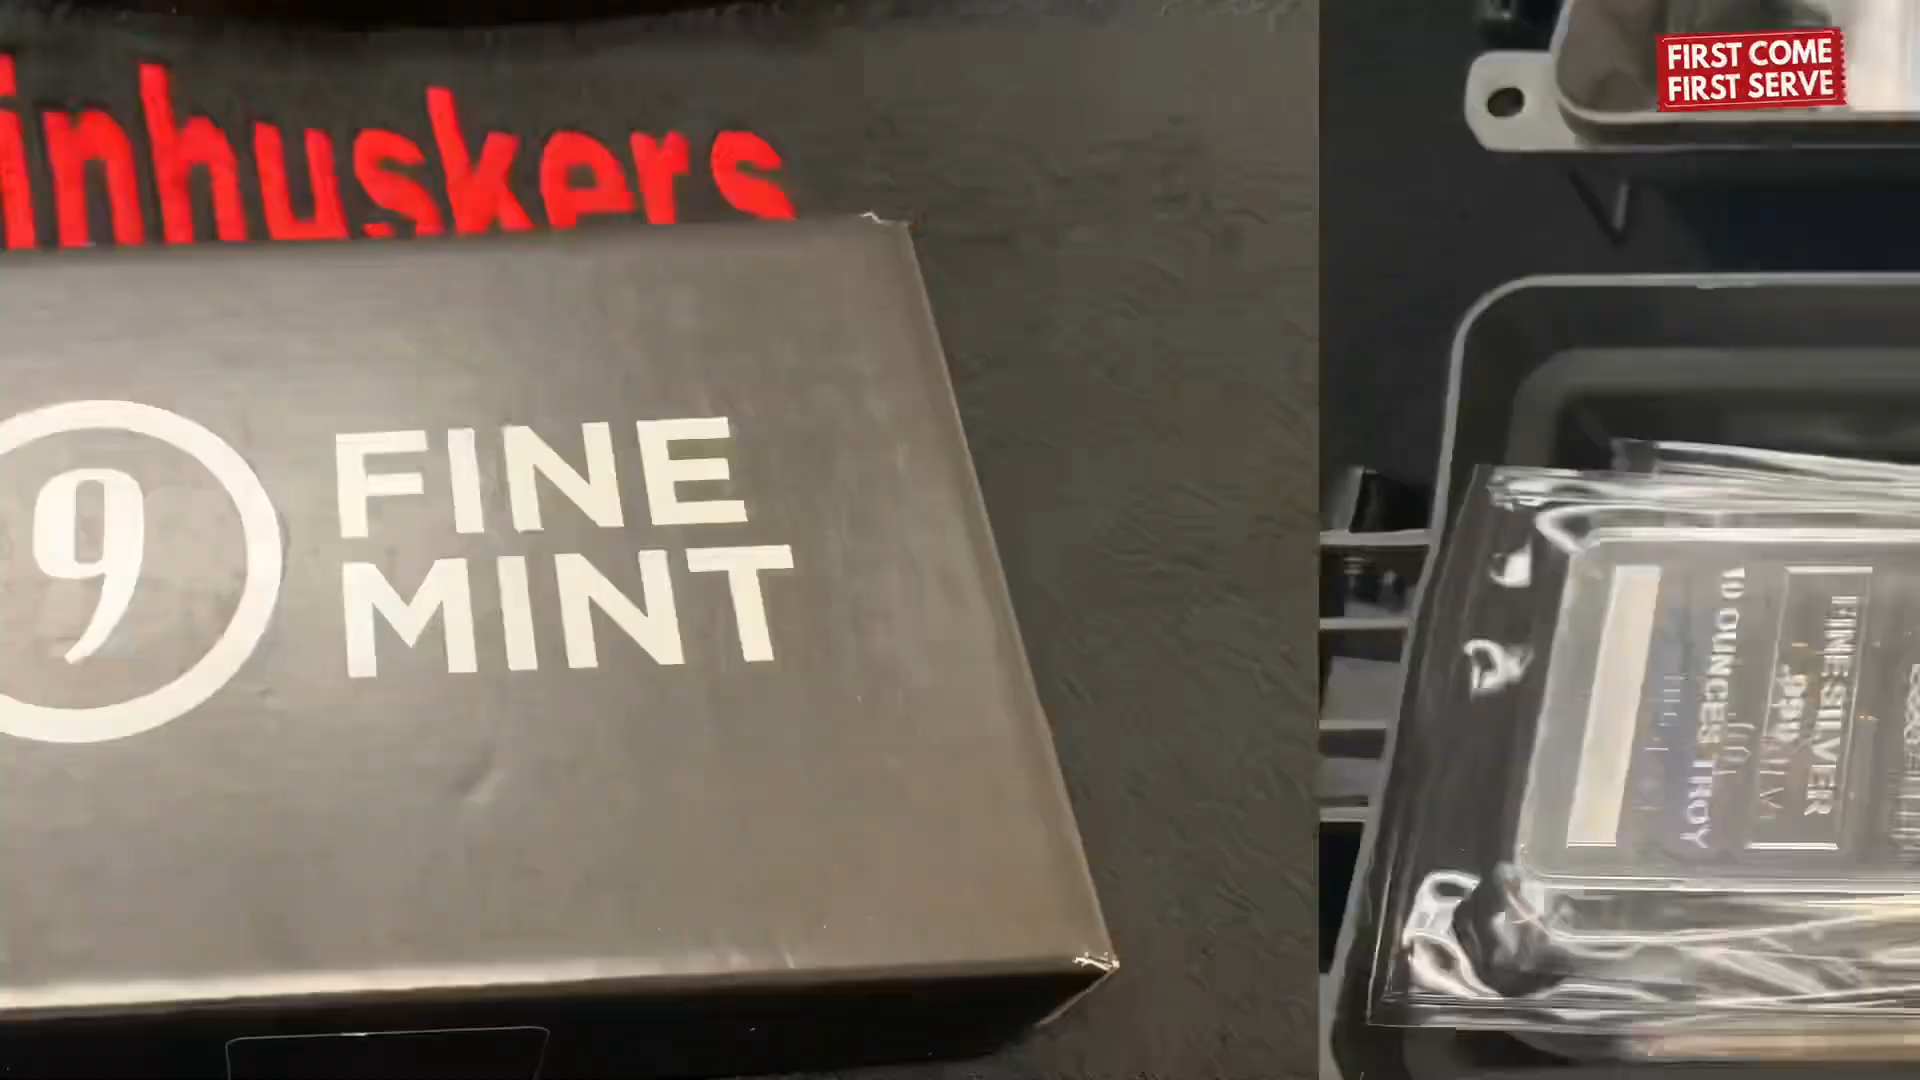 inhuskers
9
FINE
MINT
FIRST COME
FIRST SERVE
10 OUNCES TROY
FINE SILVER